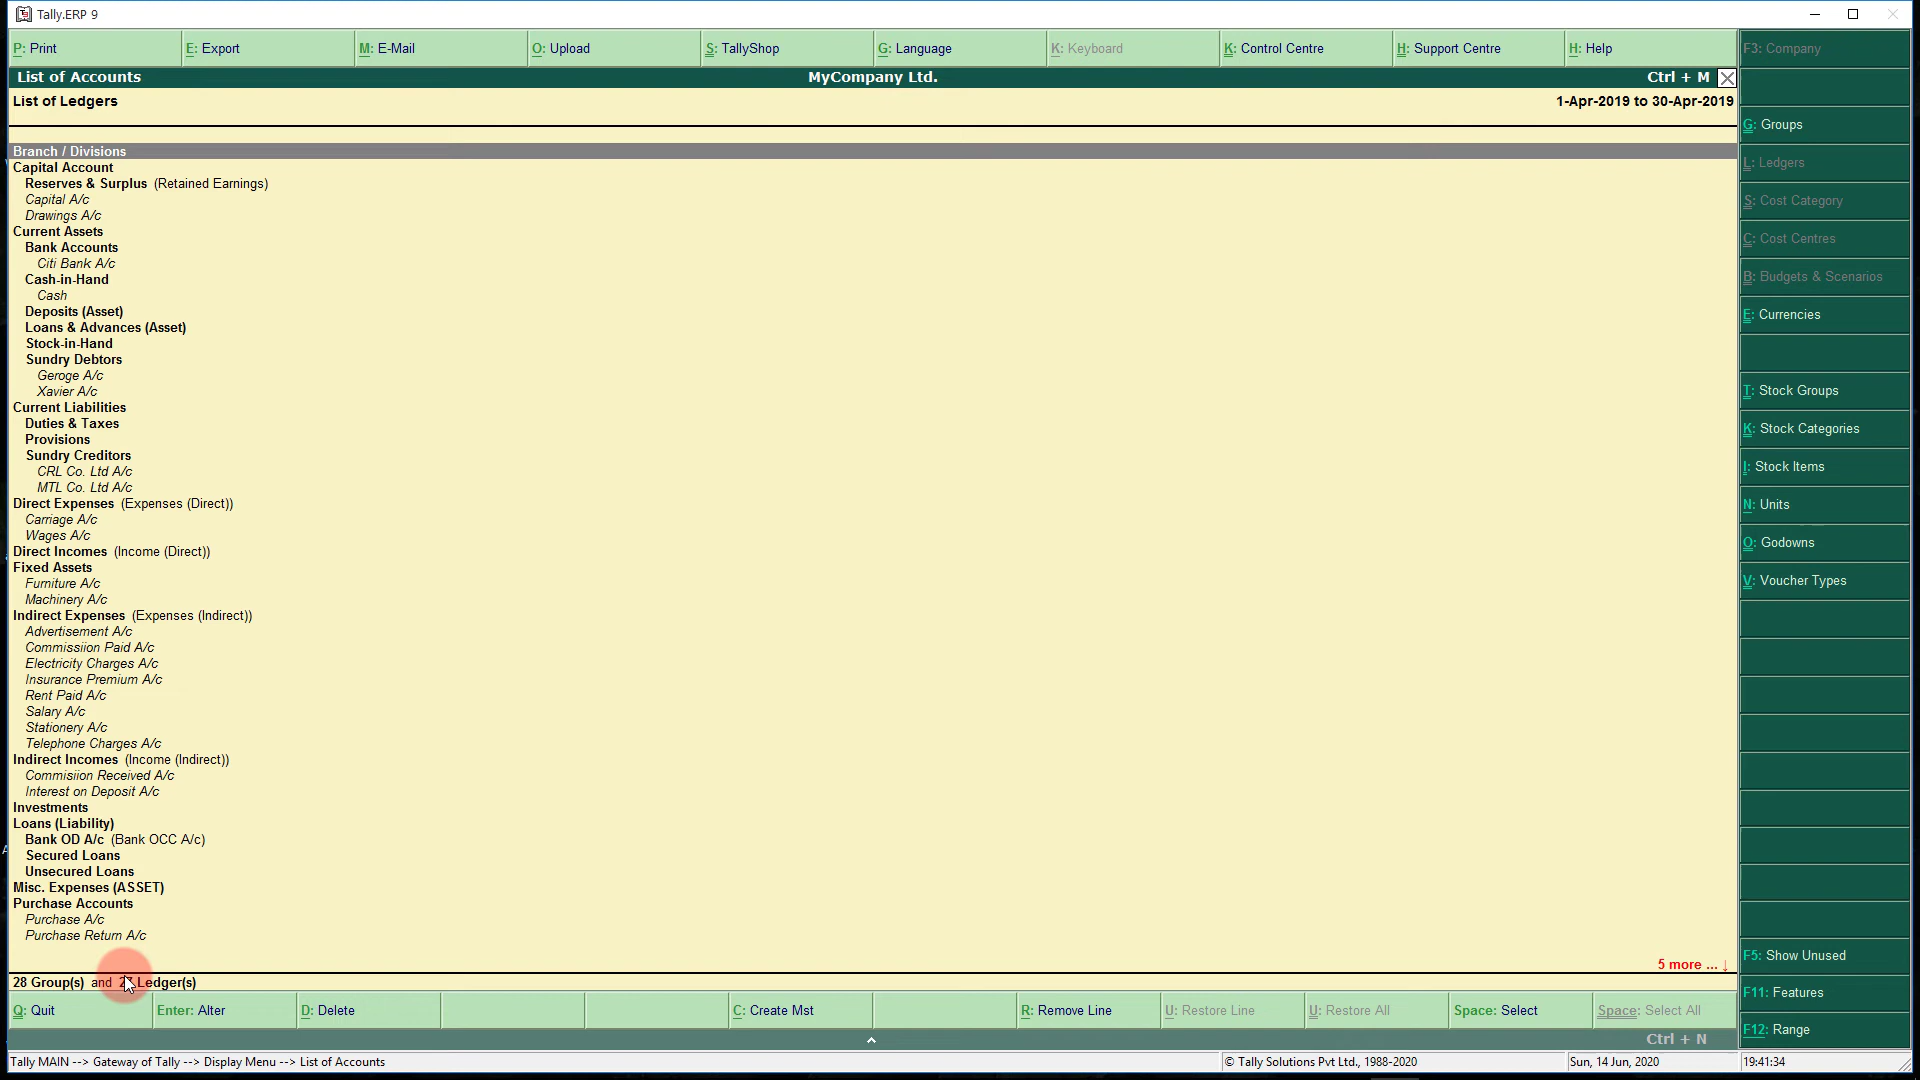 Tally.ERP 9
P: Print
E: Export
M: E-Mail
O: Upload
S: TallyShop
G: Language
K: Keyboard
K: Control Centre
H: Support Centre
H: Help
F3: Company
List of Accounts
MyCompany Ltd.
Ctrl + M
List of Ledgers
1-Apr-2019 to 30-Apr-2019
Branch / Divisions
Capital Account
Reserves & Surplus (Retained Earnings)
Capital A/c
Drawings A/c
Current Assets
Bank Accounts
Citi Bank A/c
Cash-in-Hand
Cash
Deposits (Asset)
Loans & Advances (Asset)
Stock-in-Hand
Sundry Debtors
Geroge A/c
Xavier A/c
Current Liabilities
Duties & Taxes
Provisions
Sundry Creditors
CRL Co. Ltd A/c
MTL Co. Ltd A/c
Direct Expenses (Expenses (Direct))
Carriage A/c
Wages A/c
Direct Incomes (Income (Direct))
Fixed Assets
Furniture A/c
Machinery A/c
Indirect Expenses (Expenses (Indirect))
Advertisement A/c
Commissiion Paid A/c
Electricity Charges A/c
Insurance Premium A/c
Rent Paid A/c
Salary A/c
Stationery A/c
Telephone Charges A/c
Indirect Incomes (Income (Indirect))
Commisiion Received A/c
Interest on Deposit A/c
Investments
Loans (Liability)
Bank OD A/c (Bank OCC A/c)
Secured Loans
Unsecured Loans
Misc. Expenses (ASSET)
Purchase Accounts
Purchase A/c
Purchase Return A/c
5 more ... ↓
28 Group(s) and Ledger(s)
G: Groups
L: Ledgers
S: Cost Category
C: Cost Centres
B: Budgets & Scenarios
E: Currencies
T: Stock Groups
K: Stock Categories
I: Stock Items
N: Units
O: Godowns
V: Voucher Types
F5: Show Unused
F11: Features
F12: Range
Q: Quit
Enter: Alter
D: Delete
C: Create Mst
R: Remove Line
U: Restore Line
U: Restore All
Space: Select
Space: Select All
Ctrl + N
Tally MAIN --> Gateway of Tally --> Display Menu --> List of Accounts
© Tally Solutions Pvt Ltd., 1988-2020
Sun, 14 Jun, 2020
19:41:34